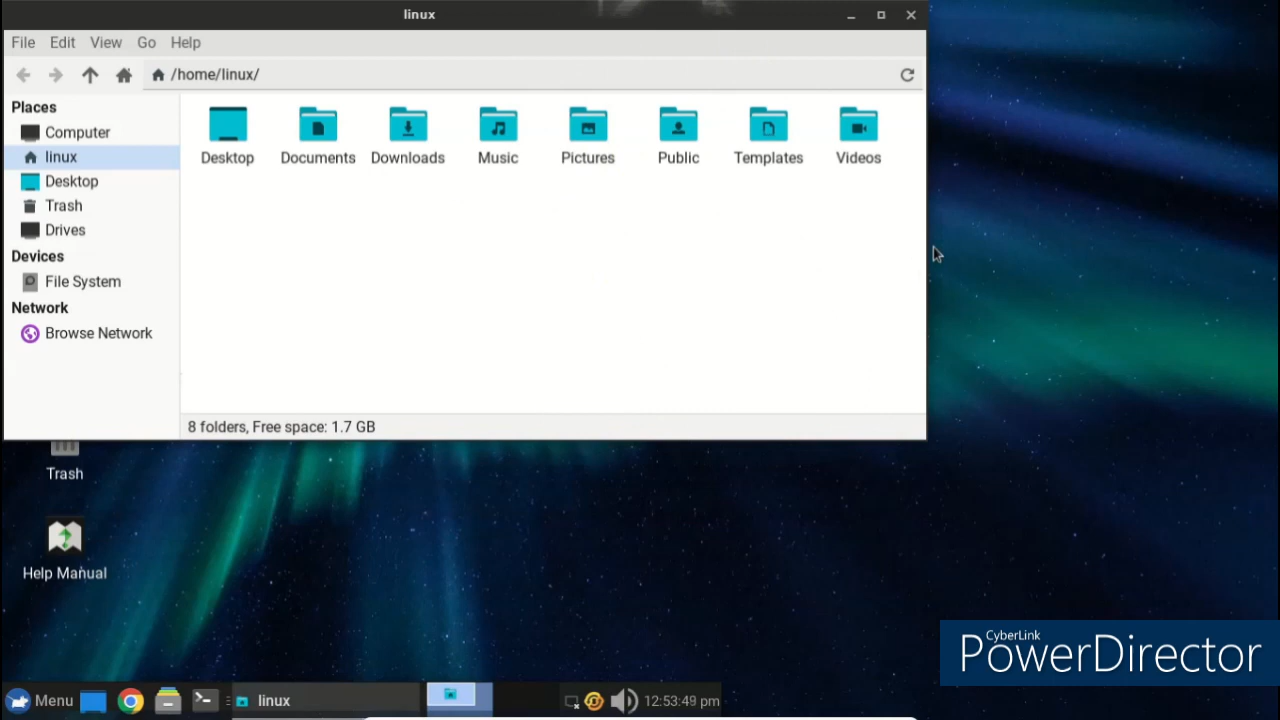 linux
File Edit View Go Help
/home/linux/
Places
Computer
linux
Desktop
Trash
Drives
Devices
File System
Network
Browse Network
Desktop Documents Downloads Music Pictures Public Templates Videos
8 folders, Free space: 1.7 GB
Trash
Help Manual
CyberLink
PowerDirector
Menu linux 12:53:49 pm